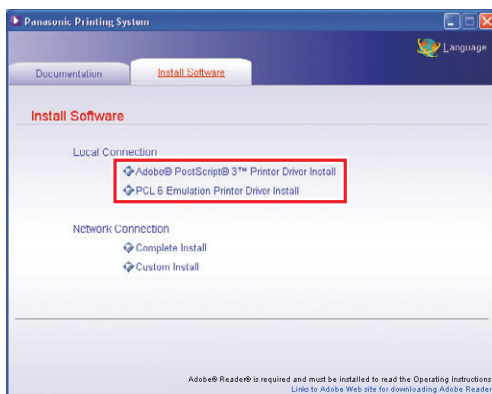 Panasonic Printing System
Language
Documentation
Install Software
Install Software
Local Connection
Adobe® PostScript® 3™ Printer Driver Install
PCL 6 Emulation Printer Driver Install
Network Connection
Complete Install
Custom Install
Adobe® Reader® is required and must be installed to read the Operating Instructions
Links to Adobe Web site for downloading Adobe Reader